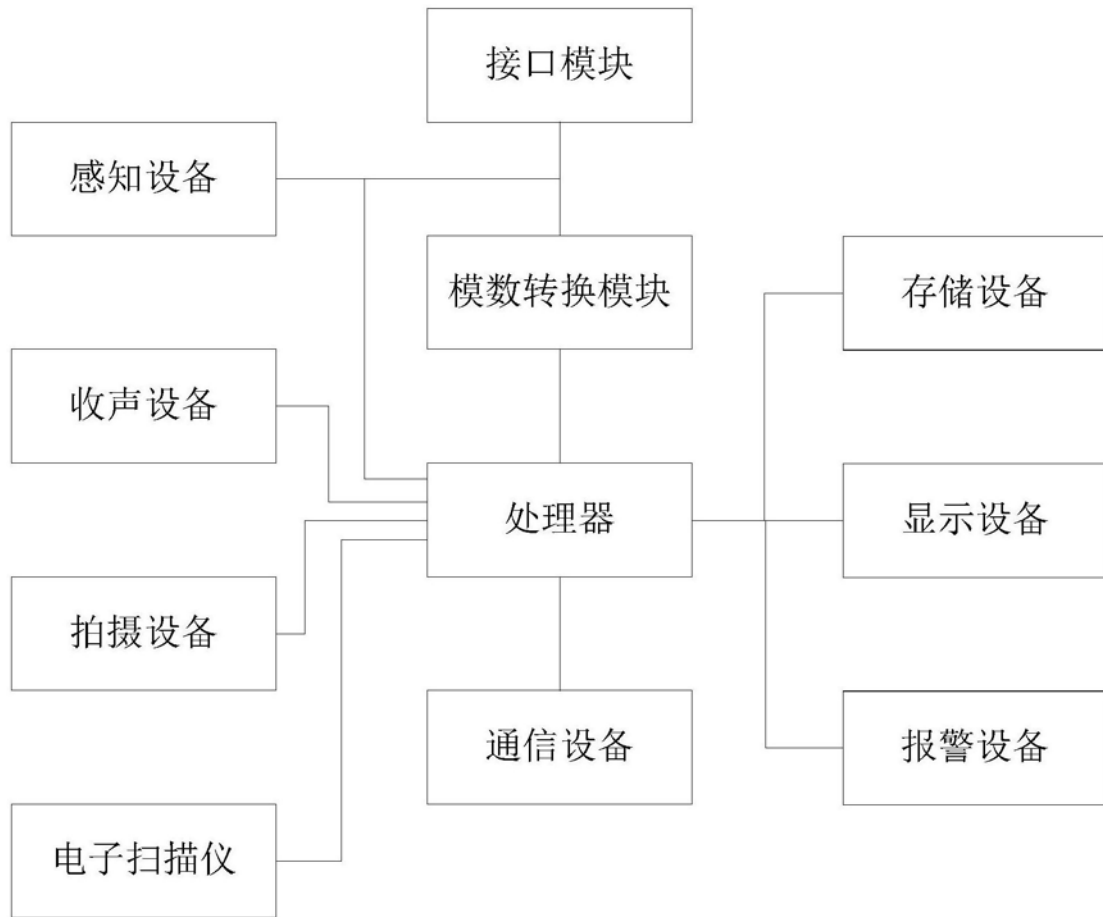 接口模块
感知设备
模数转换模块
存储设备
收声设备
处理器
显示设备
拍摄设备
通信设备
报警设备
电子扫描仪